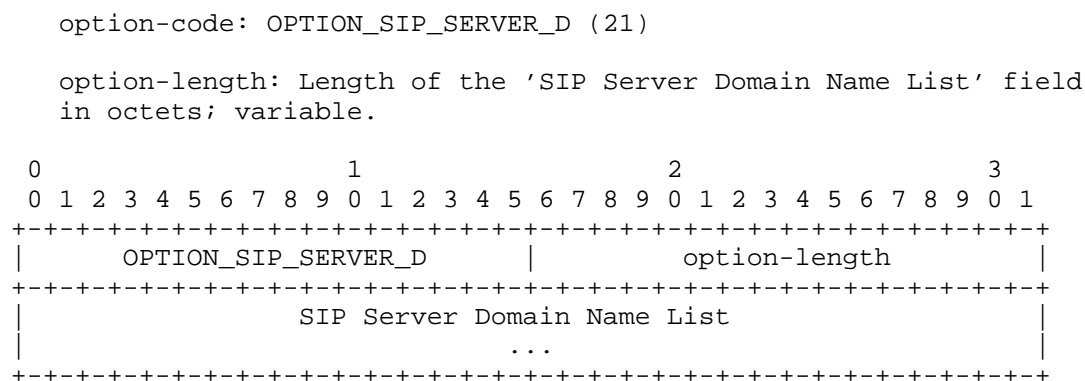 option-code: OPTION_SIP_SERVER_D (21)
option-length: Length of the ’SIP Server Domain Name List’ field
in octets; variable.
 0                   1                   2                   3
 0 1 2 3 4 5 6 7 8 9 0 1 2 3 4 5 6 7 8 9 0 1 2 3 4 5 6 7 8 9 0 1
+-+-+-+-+-+-+-+-+-+-+-+-+-+-+-+-+-+-+-+-+-+-+-+-+-+-+-+-+-+-+-+-+
|      OPTION_SIP_SERVER_D      |         option-length         |
+-+-+-+-+-+-+-+-+-+-+-+-+-+-+-+-+-+-+-+-+-+-+-+-+-+-+-+-+-+-+-+-+
|                 SIP Server Domain Name List                   |
|                              ...                              |
+-+-+-+-+-+-+-+-+-+-+-+-+-+-+-+-+-+-+-+-+-+-+-+-+-+-+-+-+-+-+-+-+